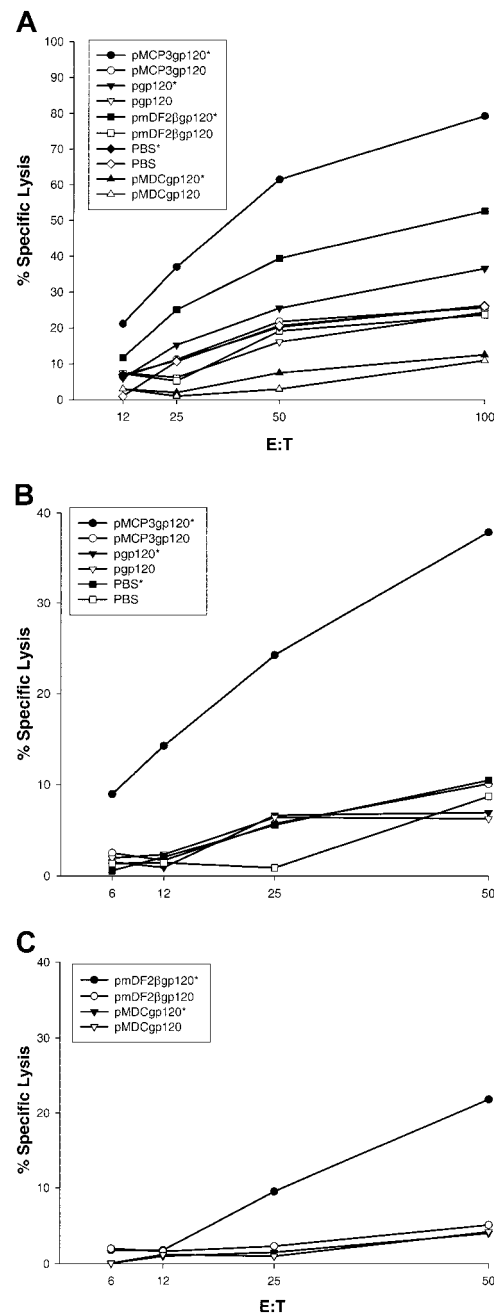 A
100
90
80
70
60
50
40
30
20
10
0
% Specific Lysis
pMCP3gp120*
pMCP3gp120
pgp120*
pgp120
pmDF2βgp120*
pmDF2βgp120
PBS*
PBS
pMDCgp120*
pMDCgp120
12 25 50 100
E:T
B
40
30
20
10
0
% Specific Lysis
pMCP3gp120*
pMCP3gp120
pgp120*
pgp120
PBS*
PBS
6 12 25 50
C
40
30
20
10
0
% Specific Lysis
pmDF2βgp120*
pmDF2βgp120
pMDCgp120*
pMDCgp120
6 12 25 50
E:T